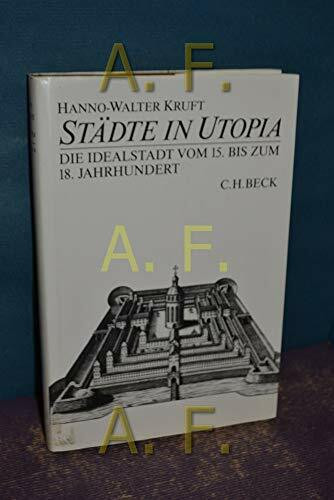 A. F.
HANNO-WALTER KRUFT
STÄDTE IN UTOPIA
DIE IDEALSTADT VOM 15. BIS ZUM
18. JAHRHUNDERT
C.H.BECK
A. F.
A. F.